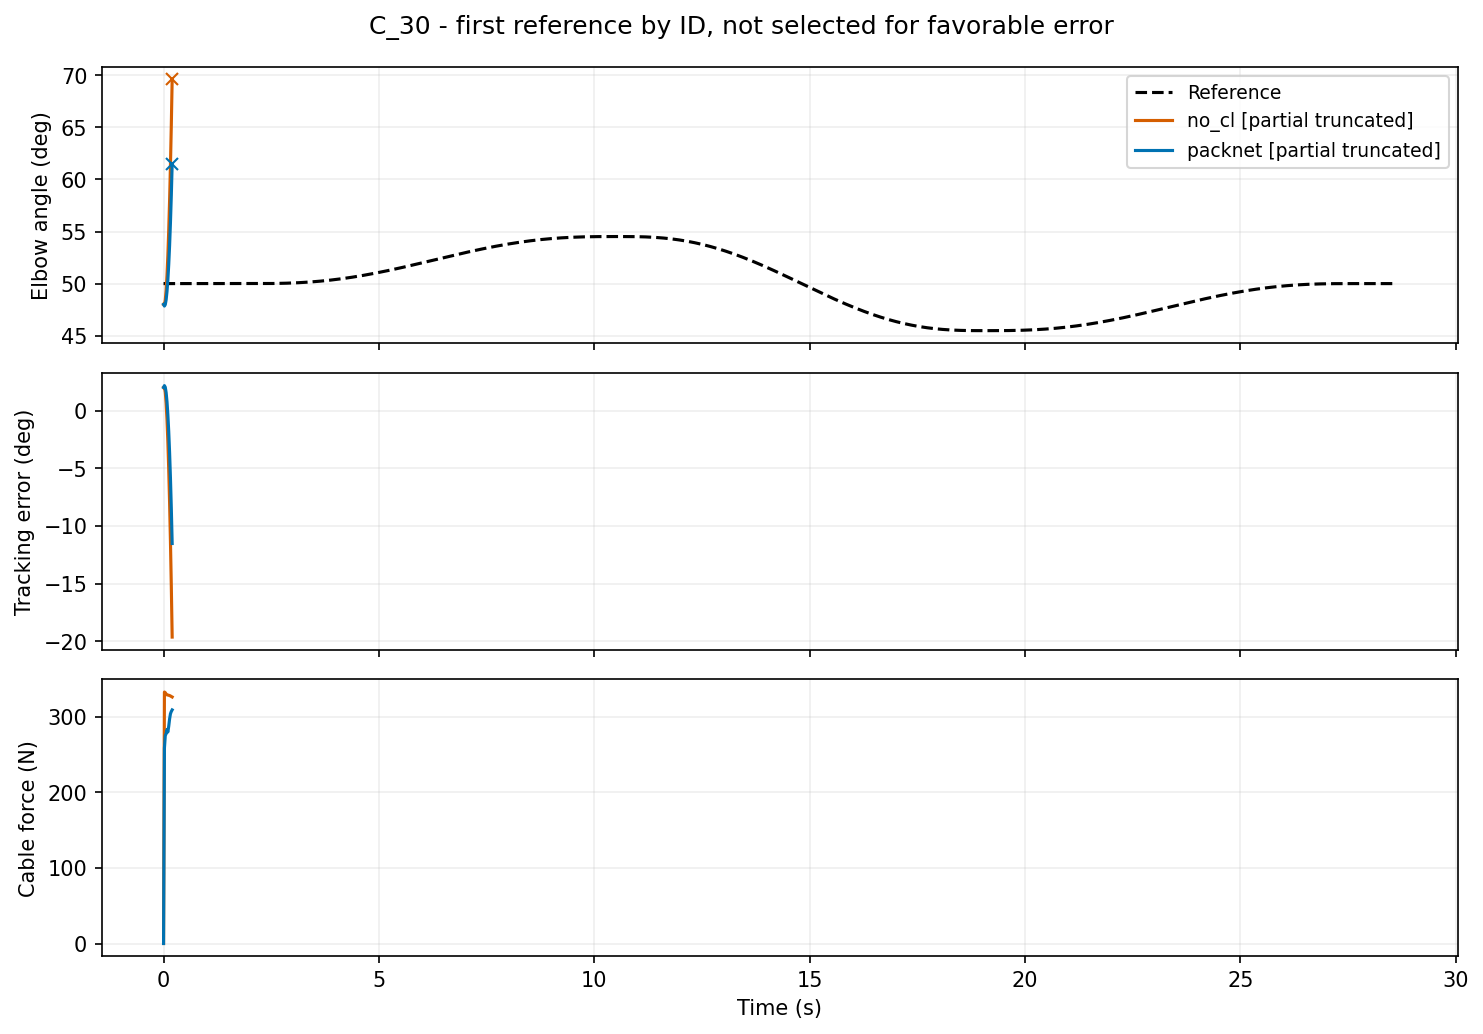 C_30 - first reference by ID, not selected for favorable error
Elbow angle (deg)
70
65
60
55
50
45
Reference
no_cl [partial truncated]
packnet [partial truncated]
Tracking error (deg)
0
−5
−10
−15
−20
Cable force (N)
300
200
100
0
0 5 10 15 20 25 30
Time (s)